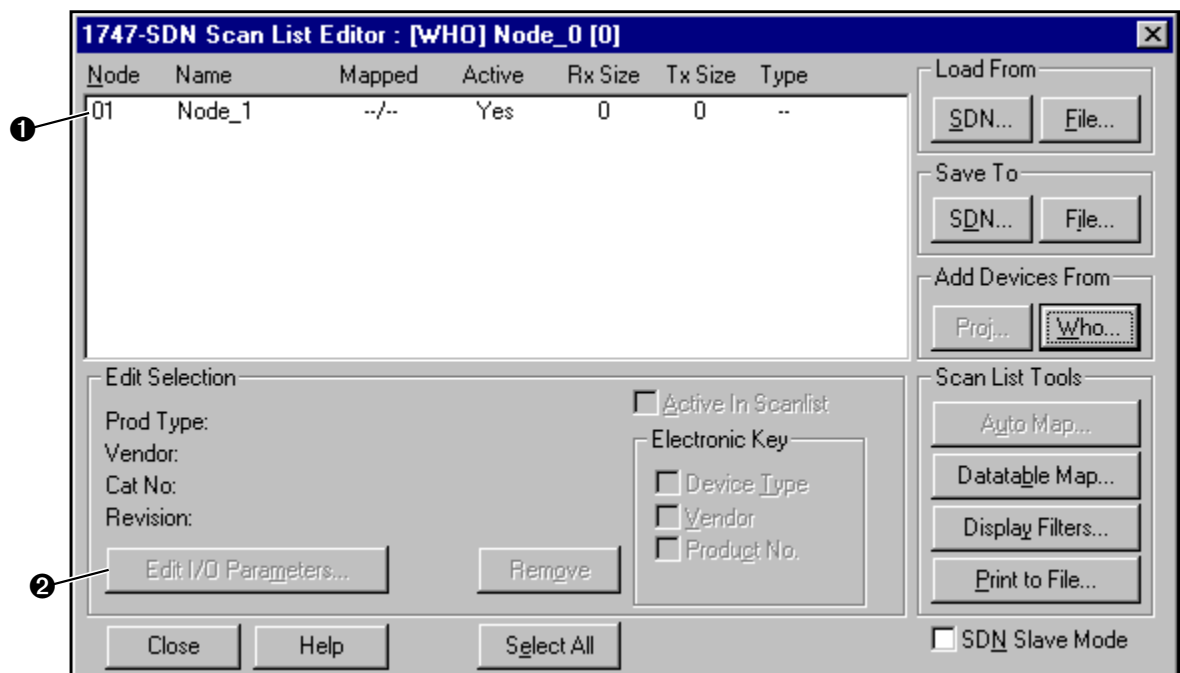 1747-SDN Scan List Editor : [WHO] Node_0 [0]
Node Name Mapped Active Rx Size Tx Size Type
01 Node_1 --/-- Yes 0 0 --
Load From
SDN... File...
Save To
SDN... File...
Add Devices From
Proj... Who...
Edit Selection
Prod Type:
Vendor:
Cat No:
Revision:
Active In Scanlist
Electronic Key
Device Type
Vendor
Product No.
Edit I/O Parameters... Remove
Scan List Tools
Auto Map...
Datatable Map...
Display Filters...
Print to File...
Close Help Select All
SDN Slave Mode
1
2